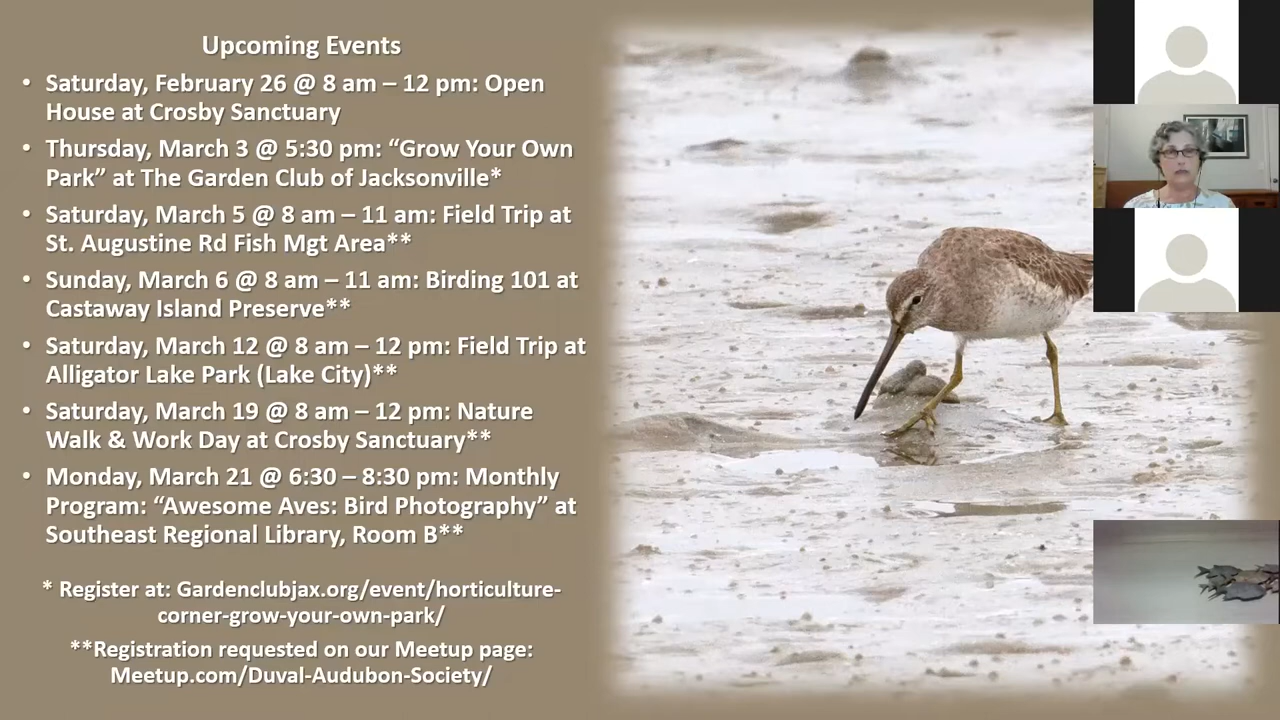 Upcoming Events
• Saturday, February 26 @ 8 am – 12 pm: Open
House at Crosby Sanctuary
• Thursday, March 3 @ 5:30 pm: “Grow Your Own
Park” at The Garden Club of Jacksonville*
• Saturday, March 5 @ 8 am – 11 am: Field Trip at
St. Augustine Rd Fish Mgt Area**
• Sunday, March 6 @ 8 am – 11 am: Birding 101 at
Castaway Island Preserve**
• Saturday, March 12 @ 8 am – 12 pm: Field Trip at
Alligator Lake Park (Lake City)**
• Saturday, March 19 @ 8 am – 12 pm: Nature
Walk & Work Day at Crosby Sanctuary**
• Monday, March 21 @ 6:30 – 8:30 pm: Monthly
Program: “Awesome Aves: Bird Photography” at
Southeast Regional Library, Room B**
* Register at: Gardenclubjax.org/event/horticulture-
corner-grow-your-own-park/
**Registration requested on our Meetup page:
Meetup.com/Duval-Audubon-Society/